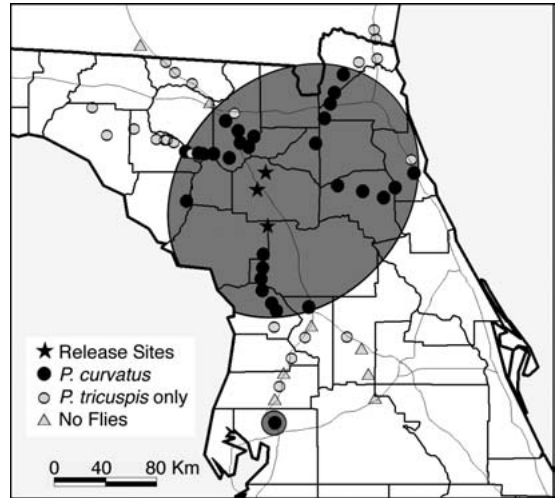 Release Sites
P. curvatus
P. tricuspis only
No Flies
0 40 80 Km